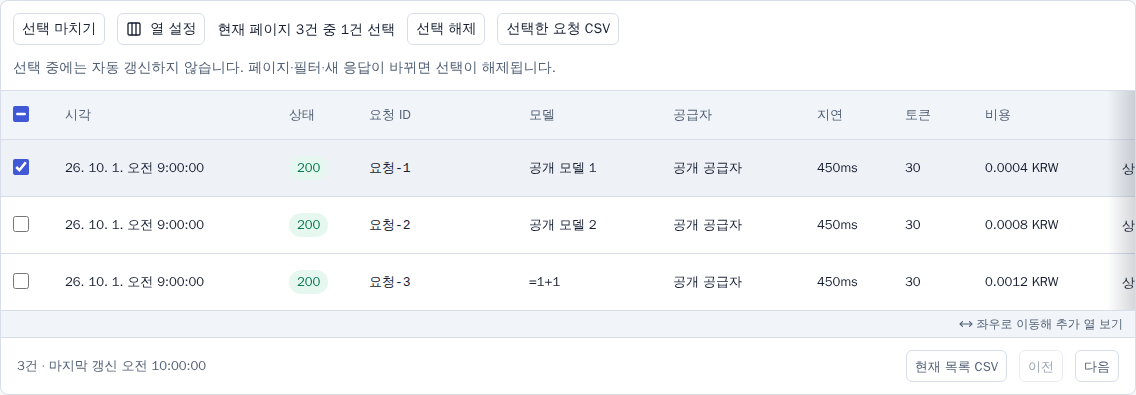 선택 마치기 열 설정 현재 페이지 3건 중 1건 선택 선택 해제 선택한 요청 CSV
선택 중에는 자동 갱신하지 않습니다. 페이지·필터·새 응답이 바뀌면 선택이 해제됩니다.
시각 상태 요청 ID 모델 공급자 지연 토큰 비용
26. 10. 1. 오전 9:00:00 200 요청-1 공개 모델 1 공개 공급자 450ms 30 0.0004 KRW 상
26. 10. 1. 오전 9:00:00 200 요청-2 공개 모델 2 공개 공급자 450ms 30 0.0008 KRW 상
26. 10. 1. 오전 9:00:00 200 요청-3 =1+1 공개 공급자 450ms 30 0.0012 KRW 상
↔ 좌우로 이동해 추가 열 보기
3건 · 마지막 갱신 오전 10:00:00 현재 목록 CSV 이전 다음